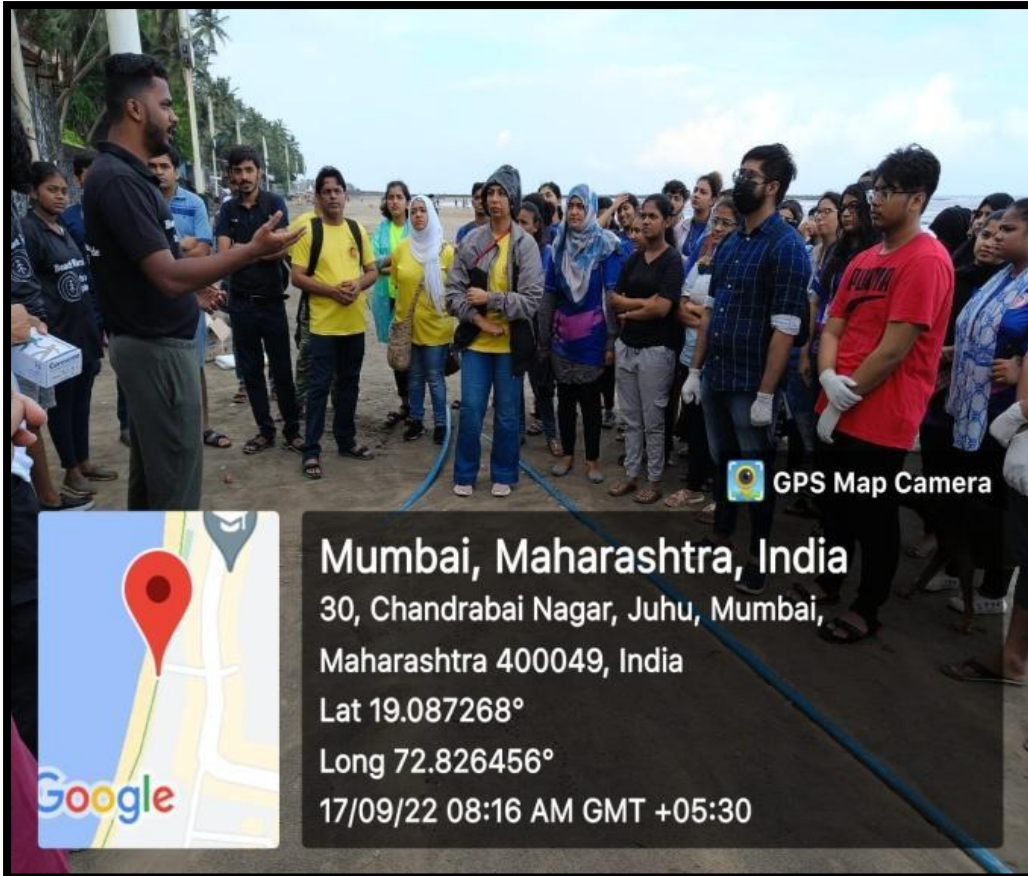 PUMA
GPS Map Camera
Mumbai, Maharashtra, India
30, Chandrabai Nagar, Juhu, Mumbai,
Maharashtra 400049, India
Lat 19.087268°
Long 72.826456°
17/09/22 08:16 AM GMT +05:30
Google